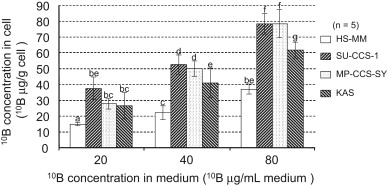 ¹⁰B concentration in cell
(¹⁰B µg/g cell)
90
80
70
60
50
40
30
20
10
0
a
be
bc
bc
c
d
d
e
be
f
f
g
20
40
80
¹⁰B concentration in medium (¹⁰B µg/mL medium)
(n = 5)
HS-MM
SU-CCS-1
MP-CCS-SY
KAS